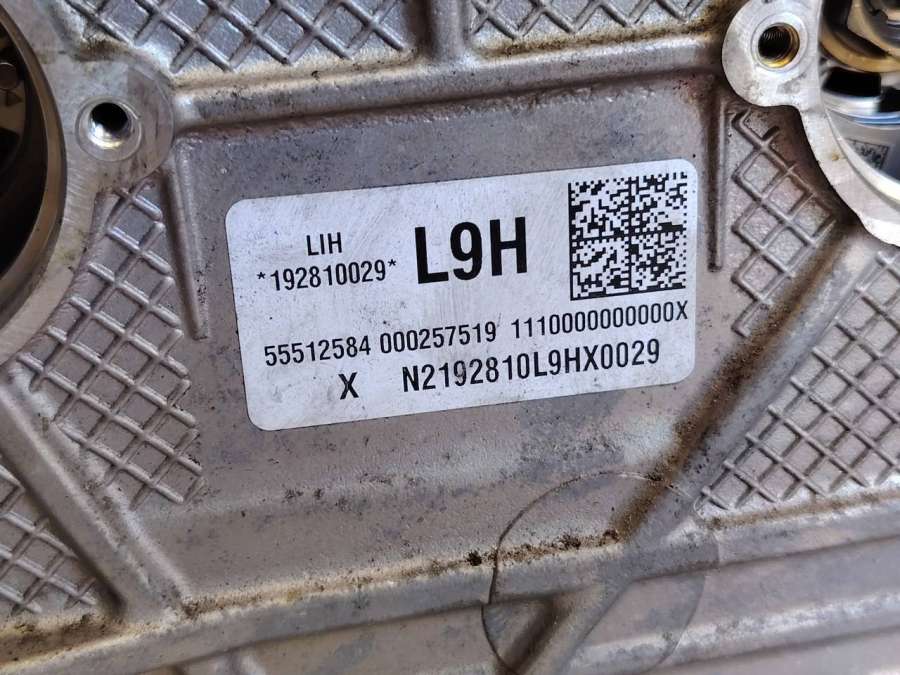 LIH
*192810029*
L9H
55512584 000257519 1110000000000X
X N2192810L9HX0029